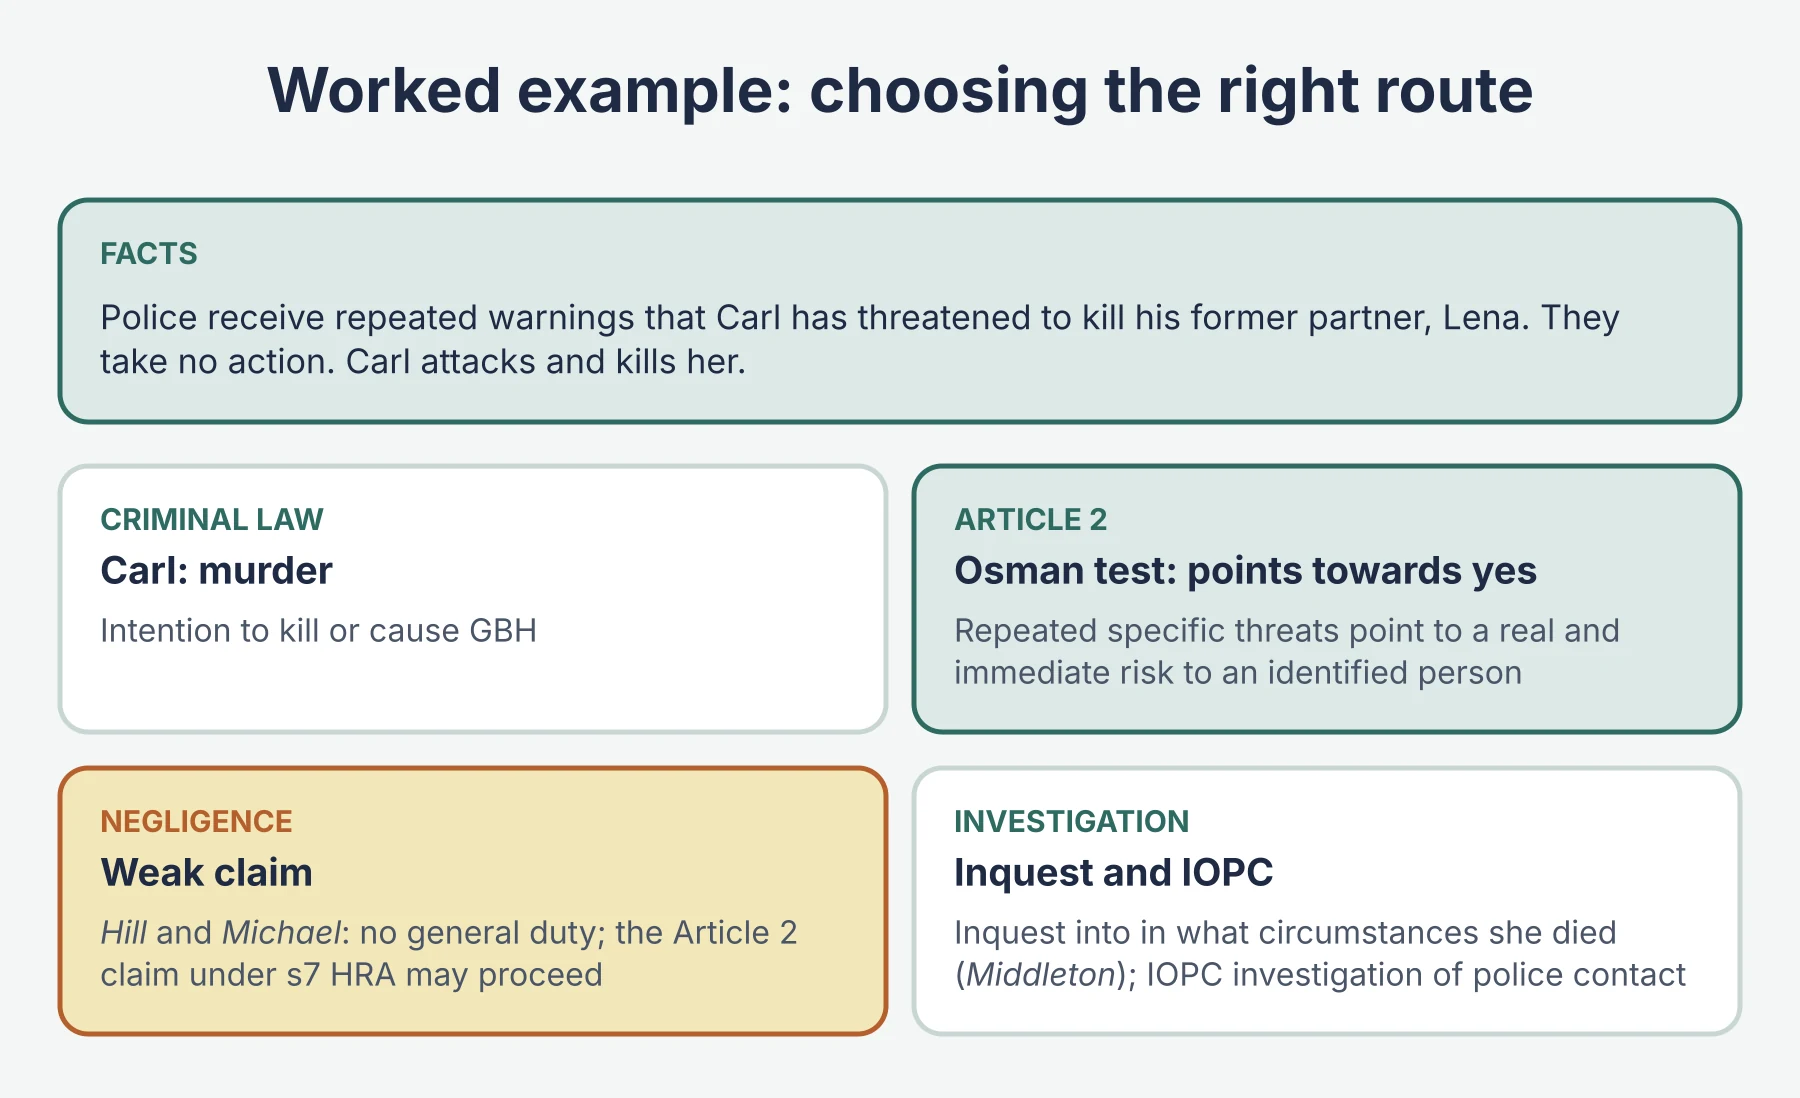 Worked example: choosing the right route
FACTS
Police receive repeated warnings that Carl has threatened to kill his former partner, Lena. They
take no action. Carl attacks and kills her.
CRIMINAL LAW
Carl: murder
Intention to kill or cause GBH
ARTICLE 2
Osman test: points towards yes
Repeated specific threats point to a real and
immediate risk to an identified person
NEGLIGENCE
Weak claim
Hill and Michael: no general duty; the Article 2
claim under s7 HRA may proceed
INVESTIGATION
Inquest and IOPC
Inquest into in what circumstances she died
(Middleton); IOPC investigation of police contact